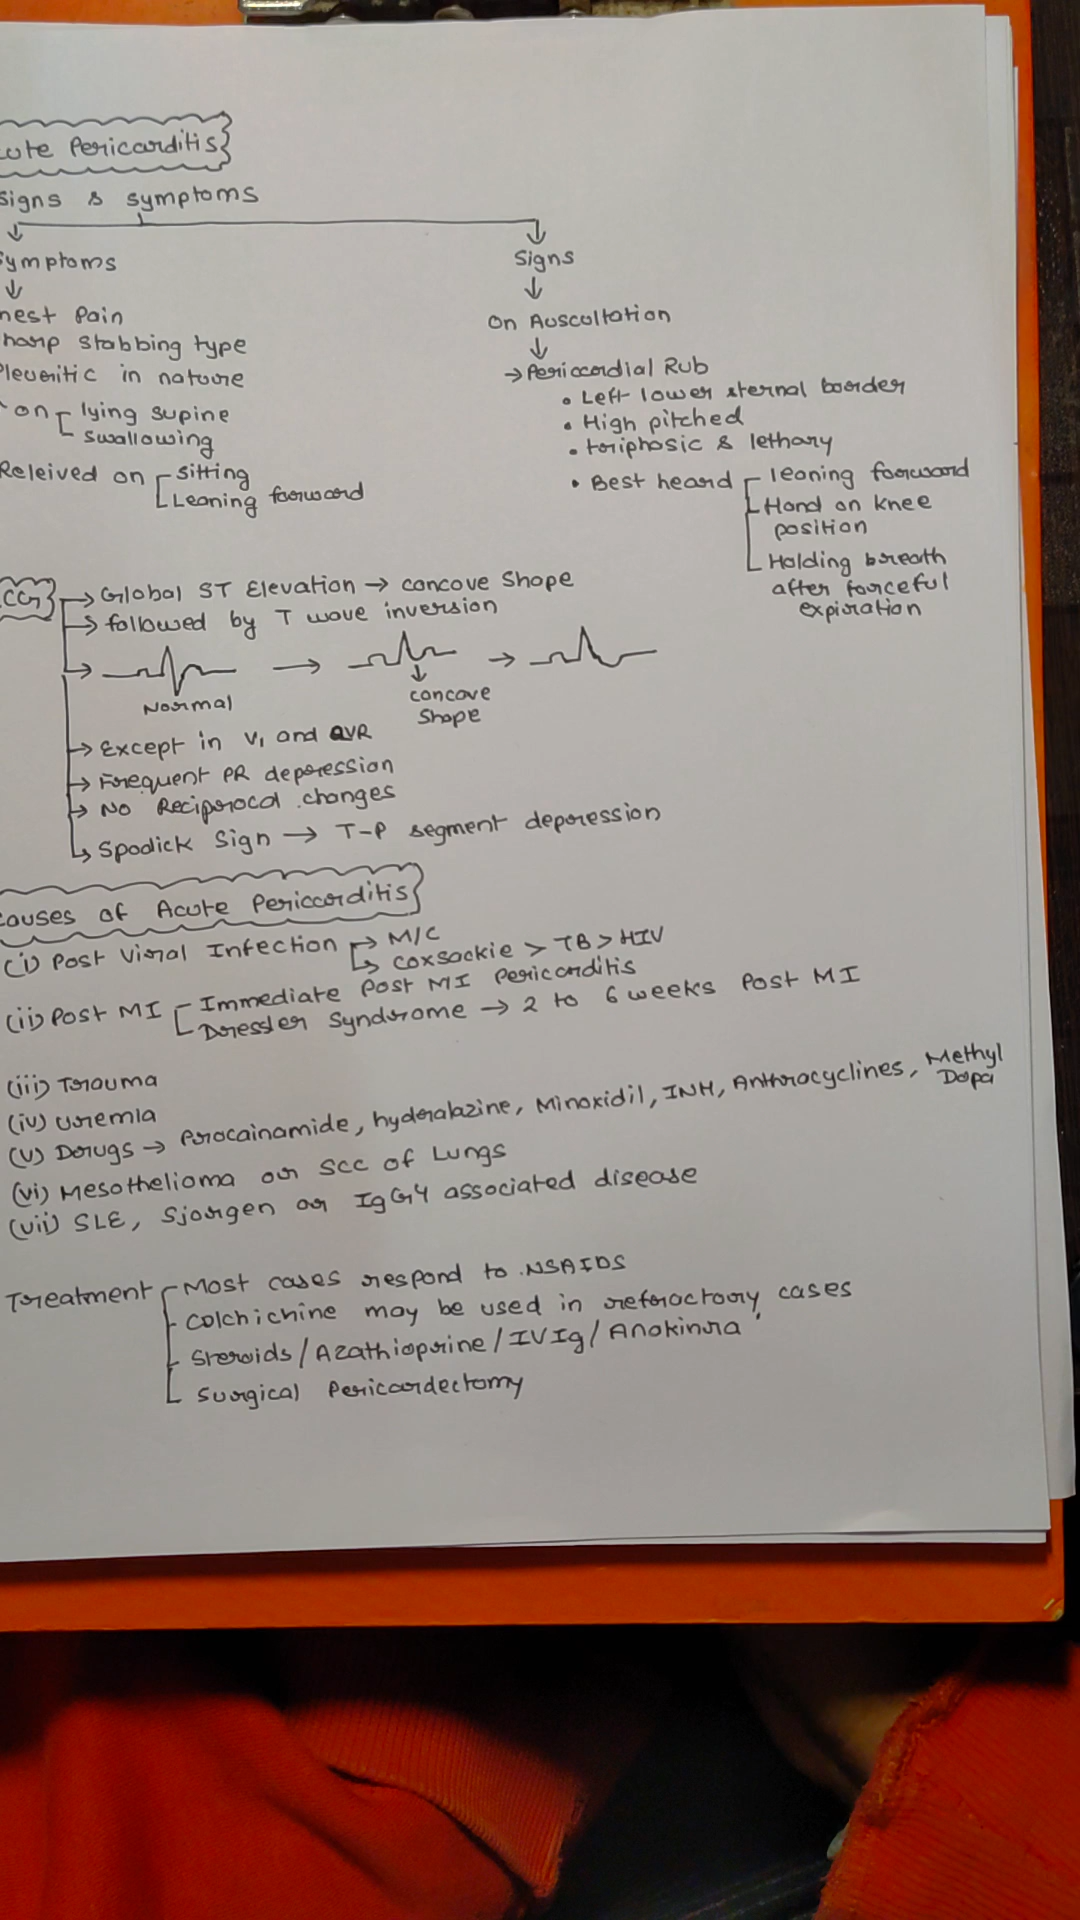 cute Pericarditis
Signs & symptoms
Symptoms
Signs
hest Pain
harp stabbing type
Pleuritic in nature
on lying supine
swallowing
Releived on sitting
Leaning forward
On Auscultation
→ Pericardial Rub
• Left lower sternal border
• High pitched
• triphasic & lethary
• Best heard leaning forward
Hand on knee
position
Holding breath
after forceful
expiration
CG → Global ST Elevation → concave Shape
→ followed by T wave inversion
Normal
concave
Shape
→ Except in V1 and aVR
→ Frequent PR depression
→ No Reciprocal changes
→ Spodick Sign → T-P segment depression
Causes of Acute Pericarditis
(i) Post Viral Infection → M/C
→ coxsackie > TB > HIV
(ii) Post MI Immediate Post MI Pericarditis
Dressler Syndrome → 2 to 6 weeks Post MI
(iii) Trauma
(iv) uremia
(v) Drugs → Procainamide, hyderalazine, Minoxidil, INH, Anthracyclines, Methyl
Dopa
(vi) Mesothelioma or SCC of Lungs
(vii) SLE, Sjorgen or IgG4 associated disease
Treatment Most cases respond to NSAIDS
colchichine may be used in refractory cases
Steroids / Azathioprine / IVIg / Anakinra
Surgical Pericardectomy